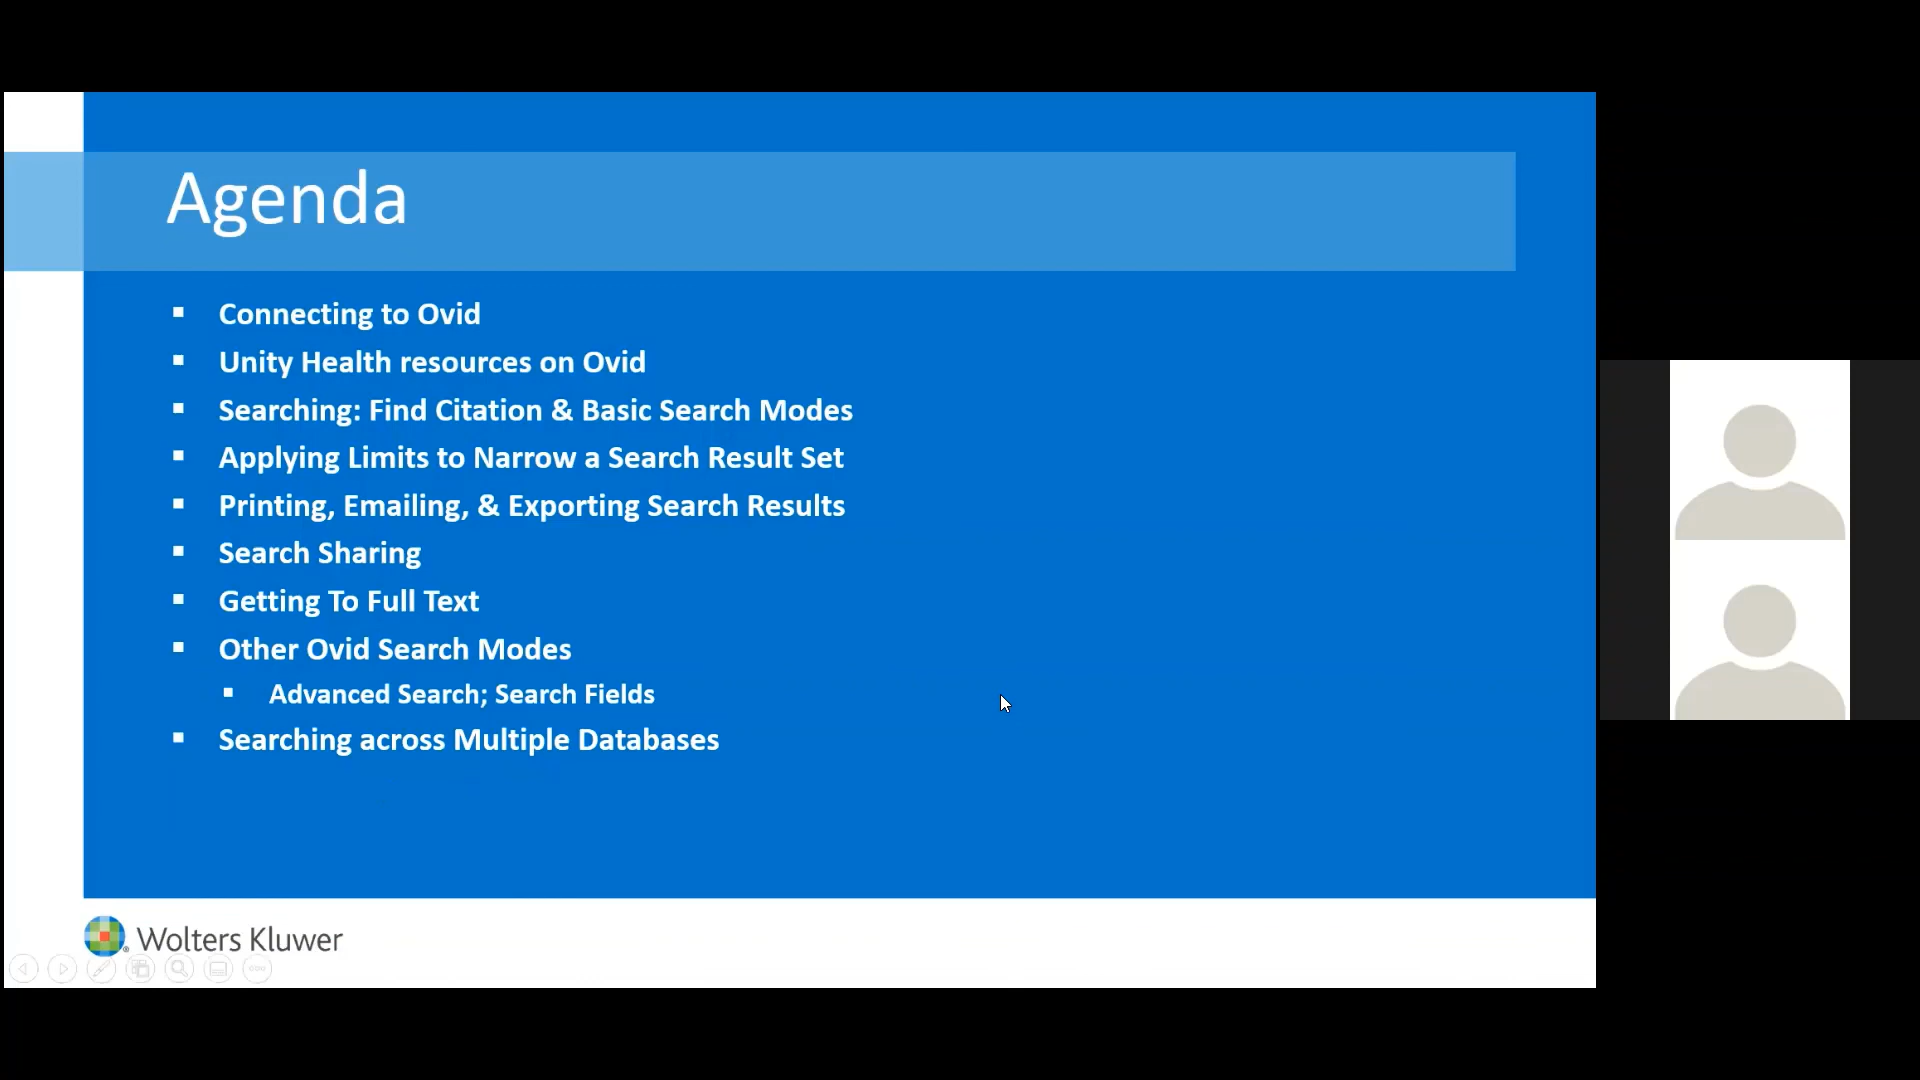 Agenda
Connecting to Ovid
Unity Health resources on Ovid
Searching: Find Citation & Basic Search Modes
Applying Limits to Narrow a Search Result Set
Printing, Emailing, & Exporting Search Results
Search Sharing
Getting To Full Text
Other Ovid Search Modes
Advanced Search; Search Fields
Searching across Multiple Databases
Wolters Kluwer